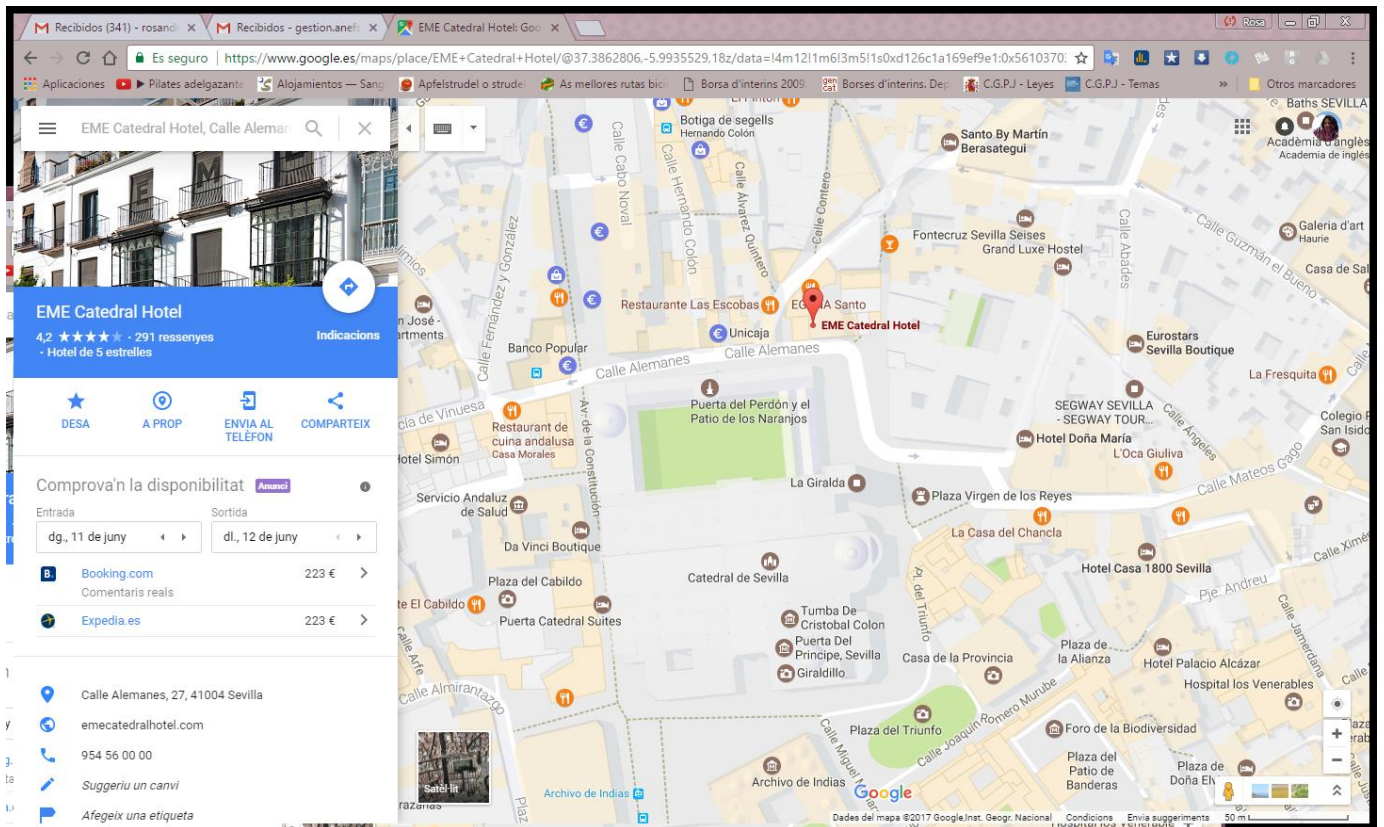 Recibidos (341) - rosand
Recibidos - gestion.anefs
EME Catedral Hotel: Goo
Rosa
Es seguro
https://www.google.es/maps/place/EME+Catedral+Hotel/@37.3862806,-5.9935529,18z/data=!4m12!1m6!3m5!1s0xd126c1a169ef9e1:0x5610370
Aplicaciones
Pilates adelgazante
Alojamientos — Sang
Apfelstrudel o strudel
As mellores rutas bici
Borsa d'interins 2009.
Borses d'interins. Dep
C.G.P.J - Leyes
C.G.P.J - Temas
»
Otros marcadores
EME Catedral Hotel, Calle Aleman
EME Catedral Hotel
4,2 ★★★★★ · 291 ressenyes
· Hotel de 5 estrelles
Indicacions
DESA
A PROP
ENVIA AL
TELÈFON
COMPARTEIX
Comprova'n la disponibilitat Anunci
Entrada
Sortida
dg., 11 de juny
dl., 12 de juny
Booking.com 223 €
Comentaris reals
Expedia.es 223 €
Calle Alemanes, 27, 41004 Sevilla
emecatedralhotel.com
954 56 00 00
Suggeriu un canvi
Afegeix una etiqueta
Botiga de segells
Hernando Colón
Calle Cabo Noval
Calle Hernando Colón
Calle Álvarez Quintero
Calle Contero
Santo By Martín
Berasategui
Baths SEVILLA
Acadèmia d'anglès
Academia de inglés
Fontecruz Sevilla Seises
Grand Luxe Hostel
Calle Abades
Calle Guzmán el Bueno
Galeria d'art
Haurie
Casa de Sal
Calle Fernández y González
Restaurante Las Escobas
Santo
EME Catedral Hotel
Unicaja
Banco Popular
Calle Alemanes
Calle Alemanes
Eurostars
Sevilla Boutique
La Fresquita
Puerta del Perdón y el
Patio de los Naranjos
Restaurant de
cuina andalusa
Casa Morales
Av. de la Constitución
SEGWAY SEVILLA
- SEGWAY TOUR...
Hotel Doña María
L'Oca Giuliva
Calle Ángeles
Calle Mateos Gago
Colegio
San Isido
La Giralda
Plaza Virgen de los Reyes
Servicio Andaluz
de Salud
Da Vinci Boutique
La Casa del Chancla
Hotel Casa 1800 Sevilla
Calle Xime
Pje. Andreu
Plaza del Cabildo
Catedral de Sevilla
Pl. del Triunfo
Puerta Catedral Suites
El Cabildo
Tumba De
Cristobal Colon
Puerta Del
Principe, Sevilla
Giraldillo
Casa de la Provincia
Plaza de
la Alianza
Hotel Palacio Alcázar
Hospital los Venerables
Calle Jamerdana
Calle Arfe
Calle Almirantazgo
Calle Joaquín Romero Murube
Plaza del Triunfo
Foro de la Biodiversidad
Plaza del
Patio de
Banderas
Plaza de
Archivo de Indias
Archivo de Indias
Satèl·lit
Google
Dades del mapa ©2017 Google,Inst. Geogr. Nacional
Condicions
Envia suggeriments
50 m